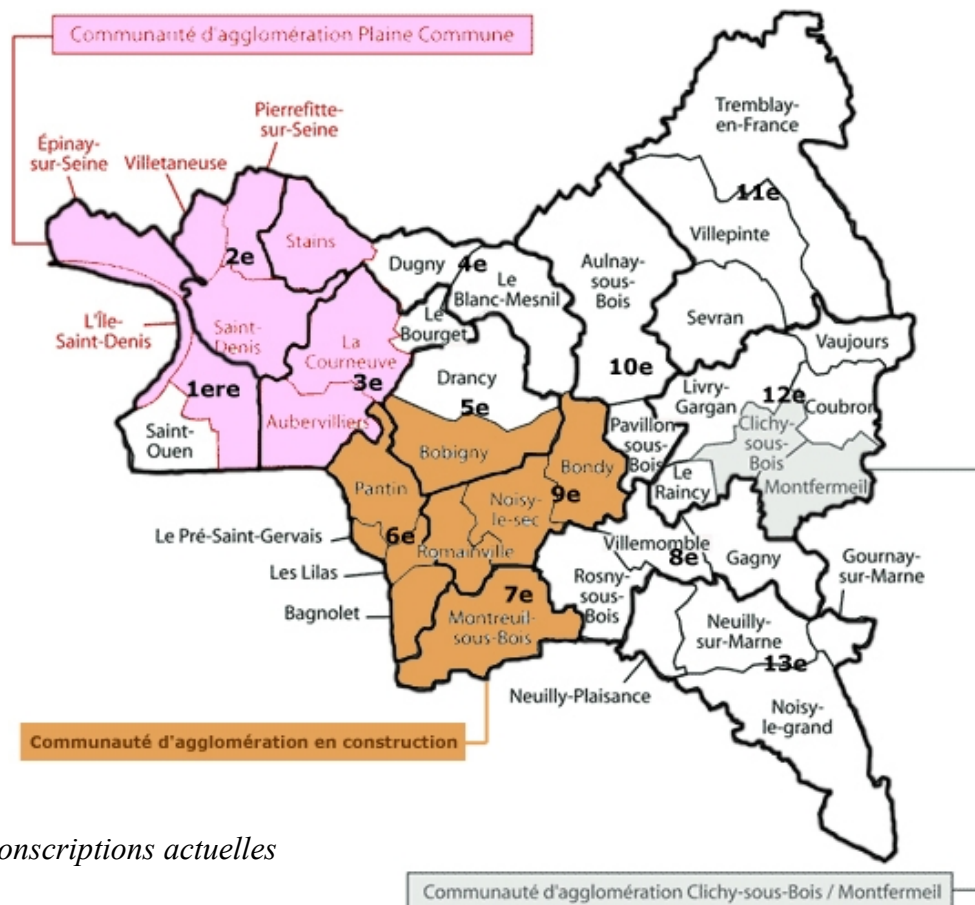 Communauté d'agglomération Plaine Commune
Tremblay-
en-France
Pierrefitte-
sur-Seine
Épinay-
sur-Seine
Villetaneuse
11e
Villepinte
Stains
2e
Dugny
4e
Le
Blanc-Mesnil
Aulnay-
sous-
Bois
L'Île-
Saint-Denis
Saint-
Denis
Le
Bourget
Sevran
La
Courneuve
Vaujours
1ere
3e
Drancy
10e
Livry-
Gargan
12e
Coubron
Saint-
Ouen
Aubervilliers
5e
Pavillon-
sous-
Bois
Clichy-
sous-
Bois
Bobigny
Bondy
Le
Raincy
Montfermeil
Pantin
Noisy-
le-sec
9e
Le Pré-Saint-Gervais
6e
Romainville
Villemomble
8e
Gagny
Gournay-
sur-Marne
Les Lilas
Rosny-
sous-
Bois
Bagnolet
7e
Montreuil-
sous-Bois
Neuilly-
sur-Marne
13e
Neuilly-Plaisance
Noisy-
le-grand
Communauté d'agglomération en construction
onscriptions actuelles
Communauté d'agglomération Clichy-sous-Bois / Montfermeil